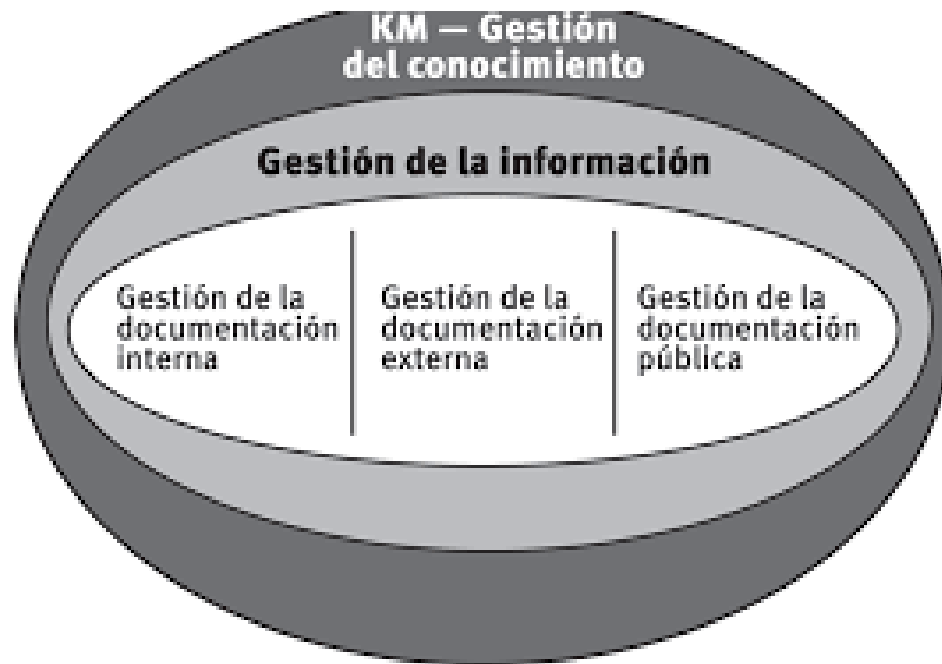 KM — Gestión
del conocimiento
Gestión de la información
Gestión de la
documentación
interna
Gestión de la
documentación
externa
Gestión de la
documentación
pública